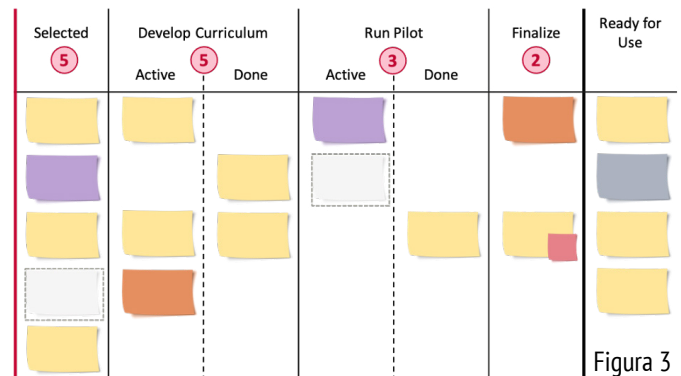 Selected
5
Develop Curriculum
5
Active
Done
Run Pilot
3
Active
Done
Finalize
2
Ready for
Use
Figura 3